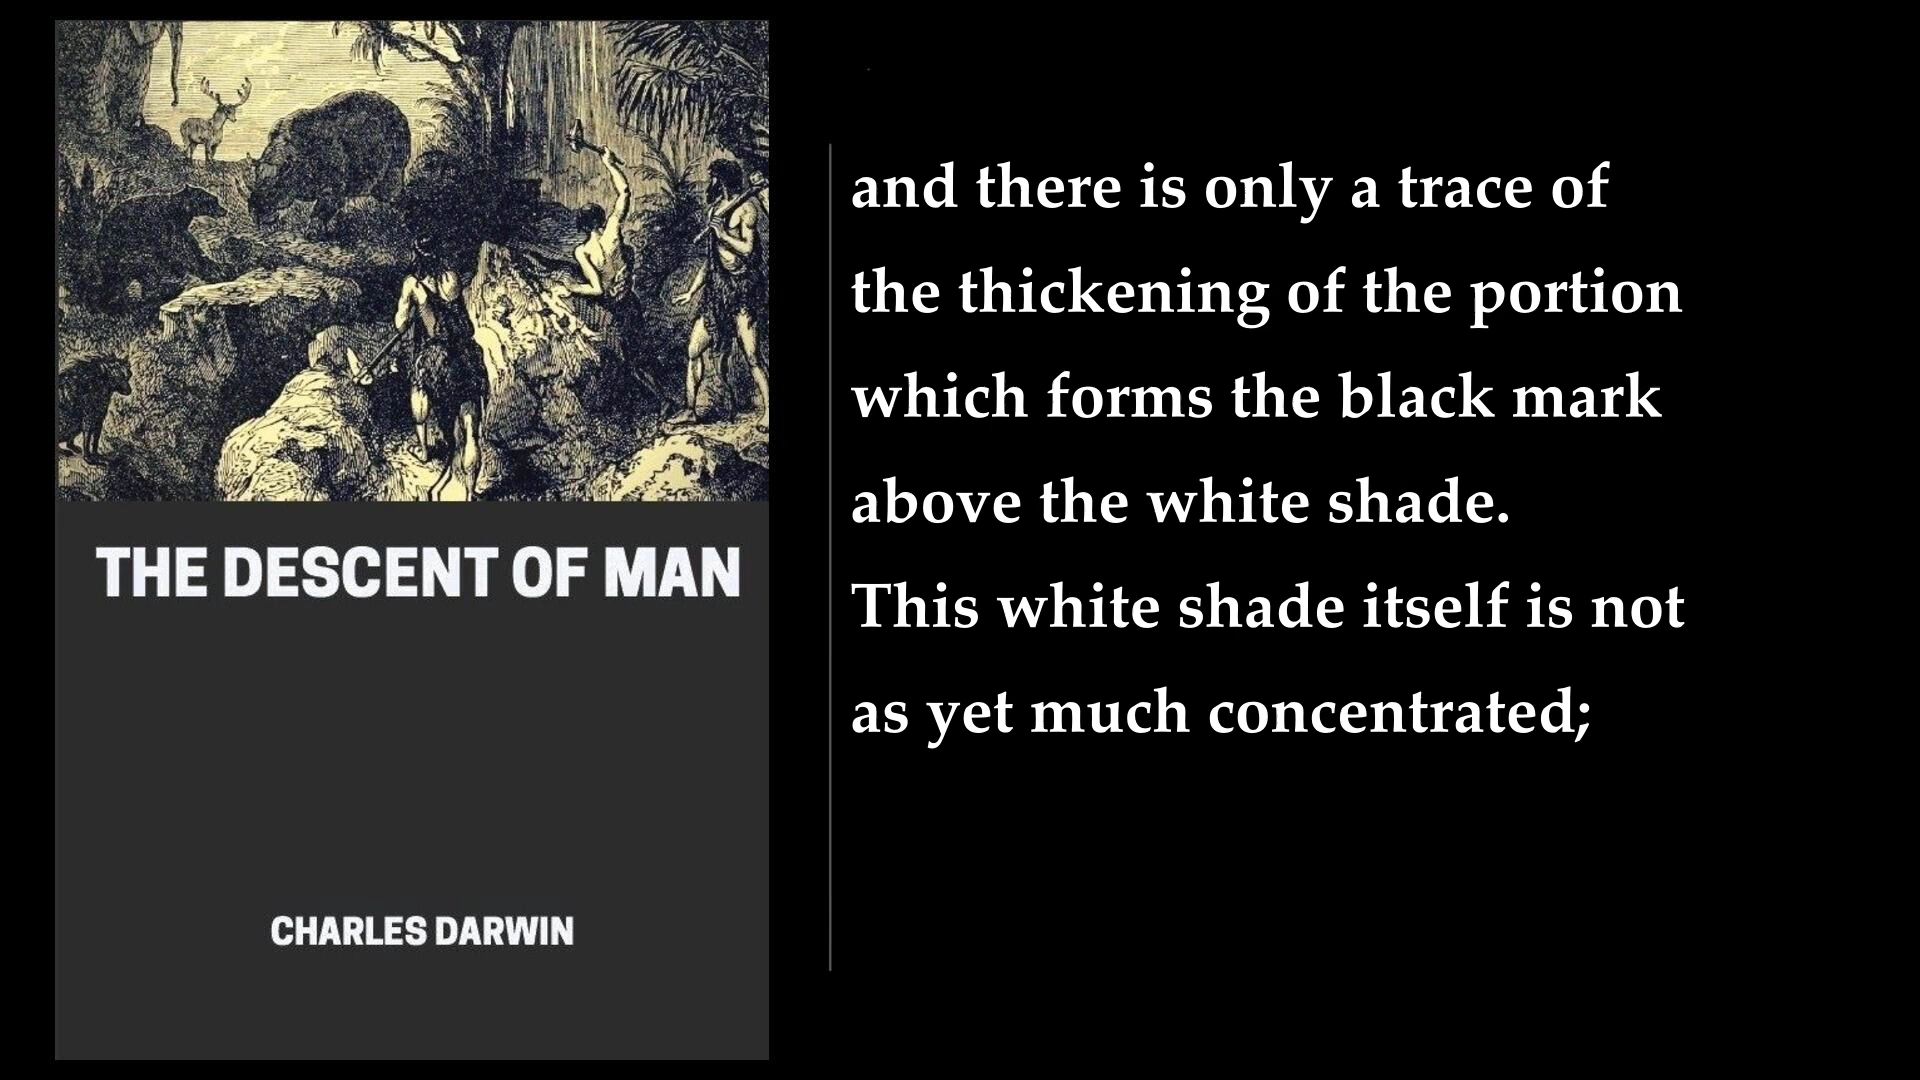 THE DESCENT OF MAN
CHARLES DARWIN
and there is only a trace of
the thickening of the portion
which forms the black mark
above the white shade.
This white shade itself is not
as yet much concentrated;